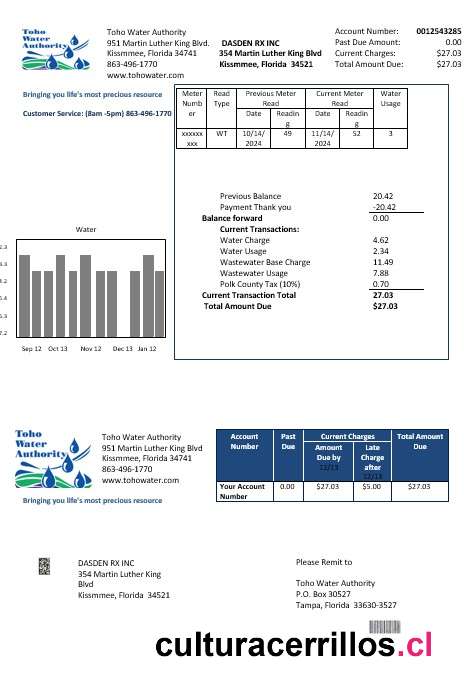 Toho
Water
Authority
Toho Water Authority
951 Martin Luther King Blvd.
Kissmmee, Florida 34741
863-496-1770
www.tohowater.com
DASDEN RX INC
354 Martin Luther King Blvd
Kissmmee, Florida 34521
Account Number: 0012543285
Past Due Amount: 0.00
Current Charges: $27.03
Total Amount Due: $27.03
Bringing you life's most precious resource
Customer Service: (8am -5pm) 863-496-1770
Meter Numb er
Read Type
Previous Meter Read
Current Meter Read
Water Usage
Date
Readin g
Date
Readin g
xxxxxx xxx
WT
10/14/ 2024
49
11/14/ 2024
52
3
Previous Balance 20.42
Payment Thank you -20.42
Balance forward 0.00
Current Transactions:
Water Charge 4.62
Water Usage 2.34
Wastewater Base Charge 11.49
Wastewater Usage 7.88
Polk County Tax (10%) 0.70
Current Transaction Total 27.03
Total Amount Due $27.03
Water
2.3
3.3
4.2
6.4
5.3
7.2
Sep 12 Oct 13 Nov 12 Dec 13 Jan 12
Toho
Water
Authority
Toho Water Authority
951 Martin Luther King Blvd
Kissmmee, Florida 34741
863-496-1770
www.tohowater.com
Bringing you life's most precious resource
Account Number
Past Due
Current Charges
Total Amount Due
Amount Due by 12/13
Late Charge after 12/13
Your Account Number
0.00
$27.03
$5.00
$27.03
DASDEN RX INC
354 Martin Luther King
Blvd
Kissmmee, Florida 34521
Please Remit to
Toho Water Authority
P.O. Box 30527
Tampa, Florida 33630-3527
culturacerrillos.cl